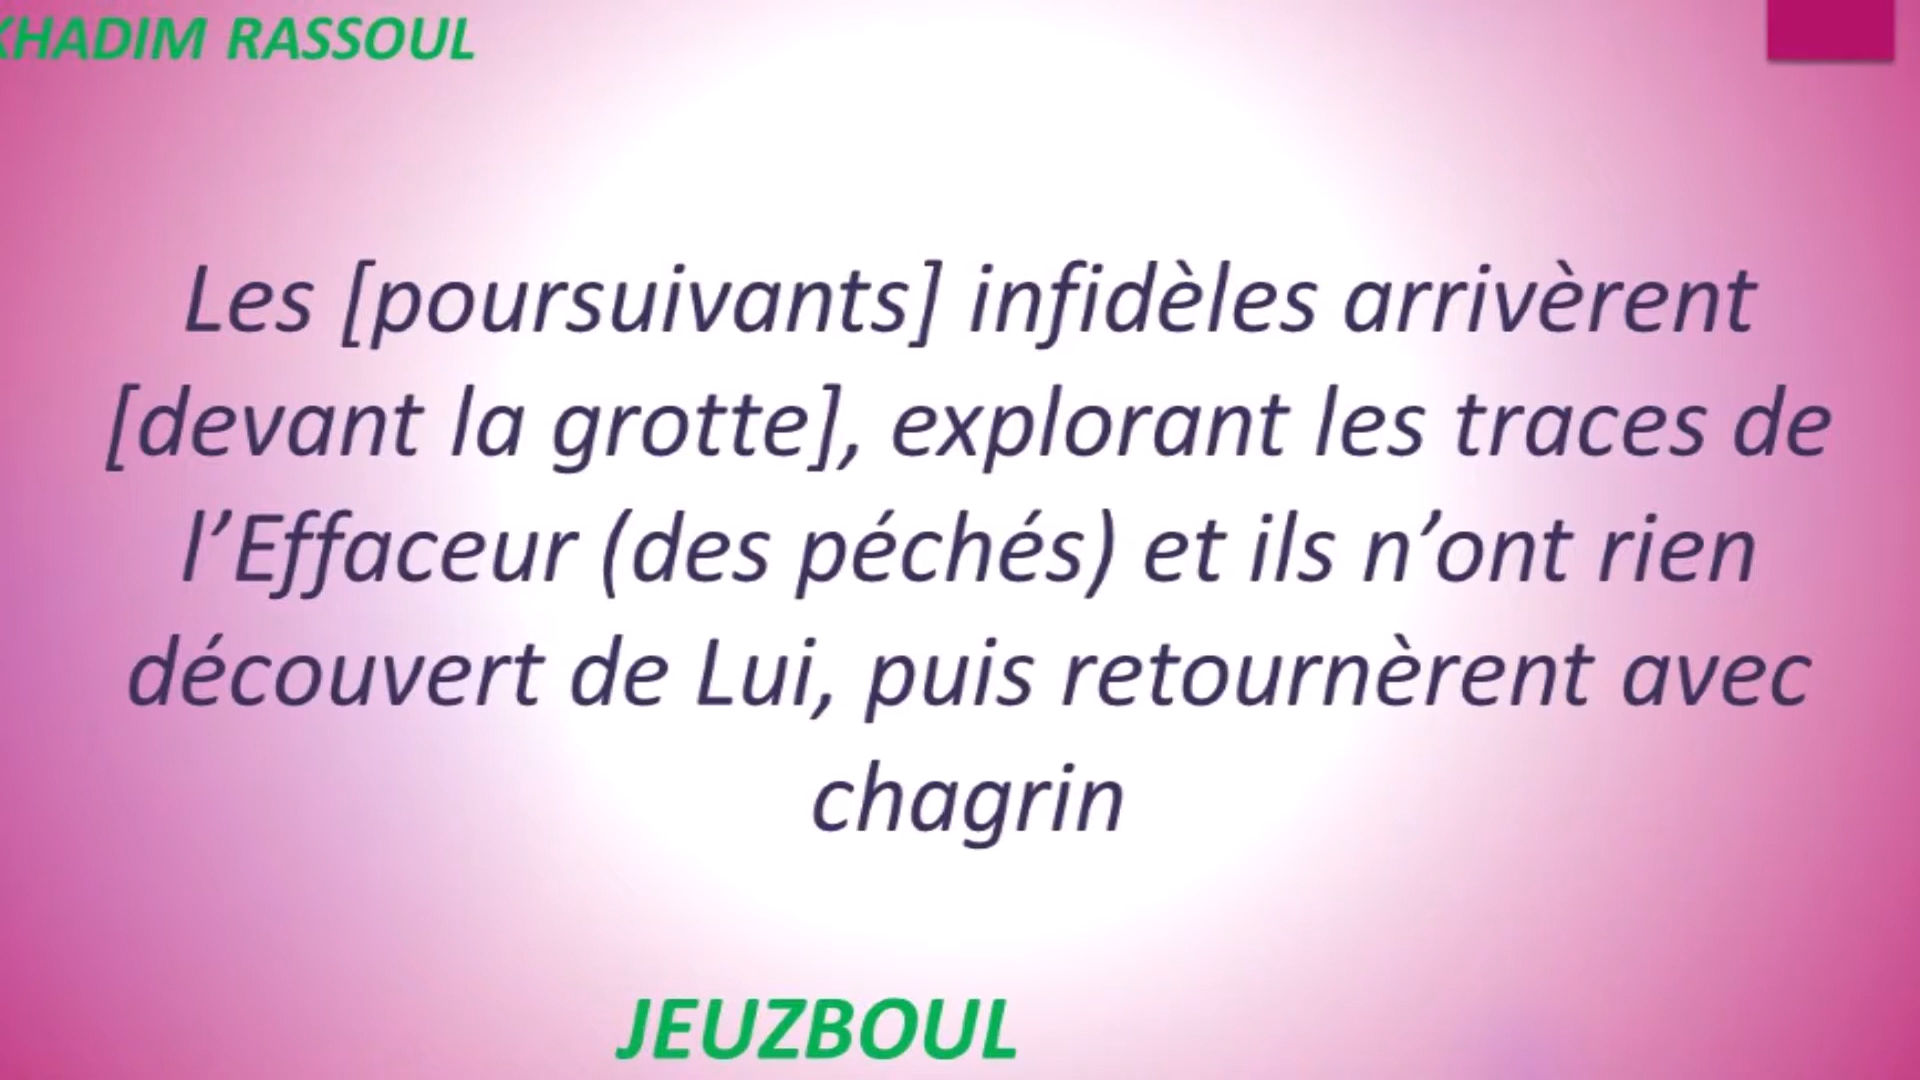 KHADIM RASSOUL
Les [poursuivants] infidèles arrivèrent
[devant la grotte], explorant les traces de
l’Effaceur (des péchés) et ils n’ont rien
découvert de Lui, puis retournèrent avec
chagrin
JEUZBOUL